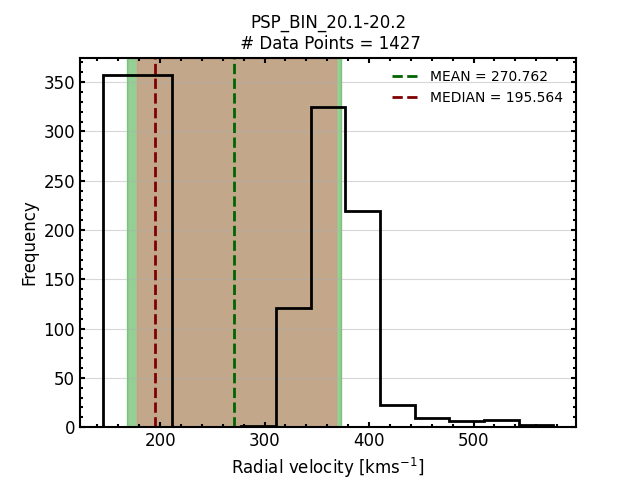 PSP_BIN_20.1-20.2
# Data Points = 1427
MEAN = 270.762
MEDIAN = 195.564
350
300
250
200
150
100
50
0
Frequency
200
300
400
500
Radial velocity [kms⁻¹]